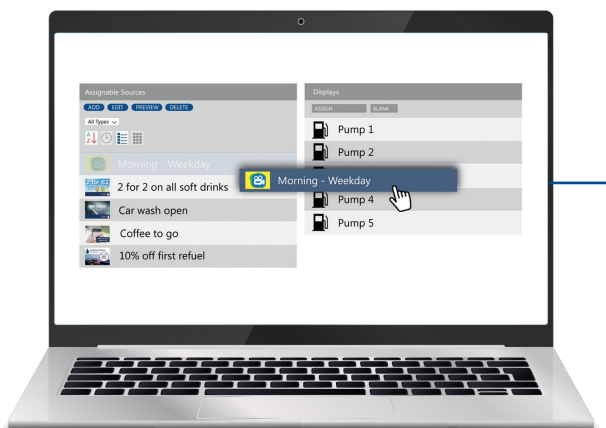 Assignable Sources
ADD EDIT PREVIEW DELETE
All Types
A
Z
Morning - Weekday
2 for 2 on all soft drinks
Car wash open
Coffee to go
10% off first refuel
Displays
ASSIGN BLANK
Pump 1
Pump 2
Morning - Weekday
Pump 4
Pump 5